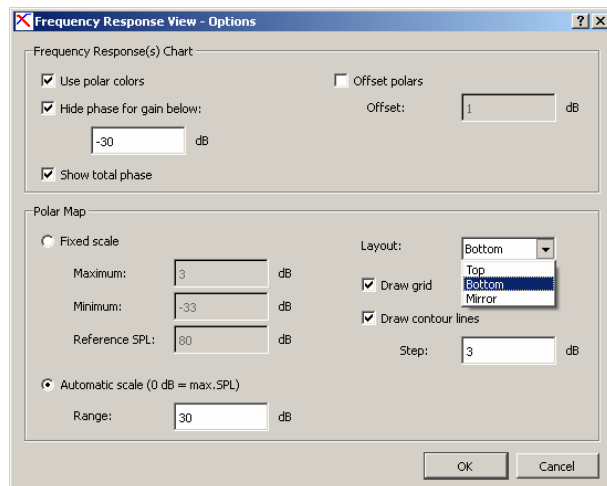 Frequency Response View - Options
Frequency Response(s) Chart
Use polar colors
Offset polars
Hide phase for gain below:
Offset: 1 dB
-30 dB
Show total phase
Polar Map
Fixed scale
Layout: Bottom
Top
Bottom
Mirror
Maximum: 3 dB
Draw grid
Minimum: -33 dB
Draw contour lines
Reference SPL: 80 dB
Step: 3 dB
Automatic scale (0 dB = max.SPL)
Range: 30 dB
OK Cancel